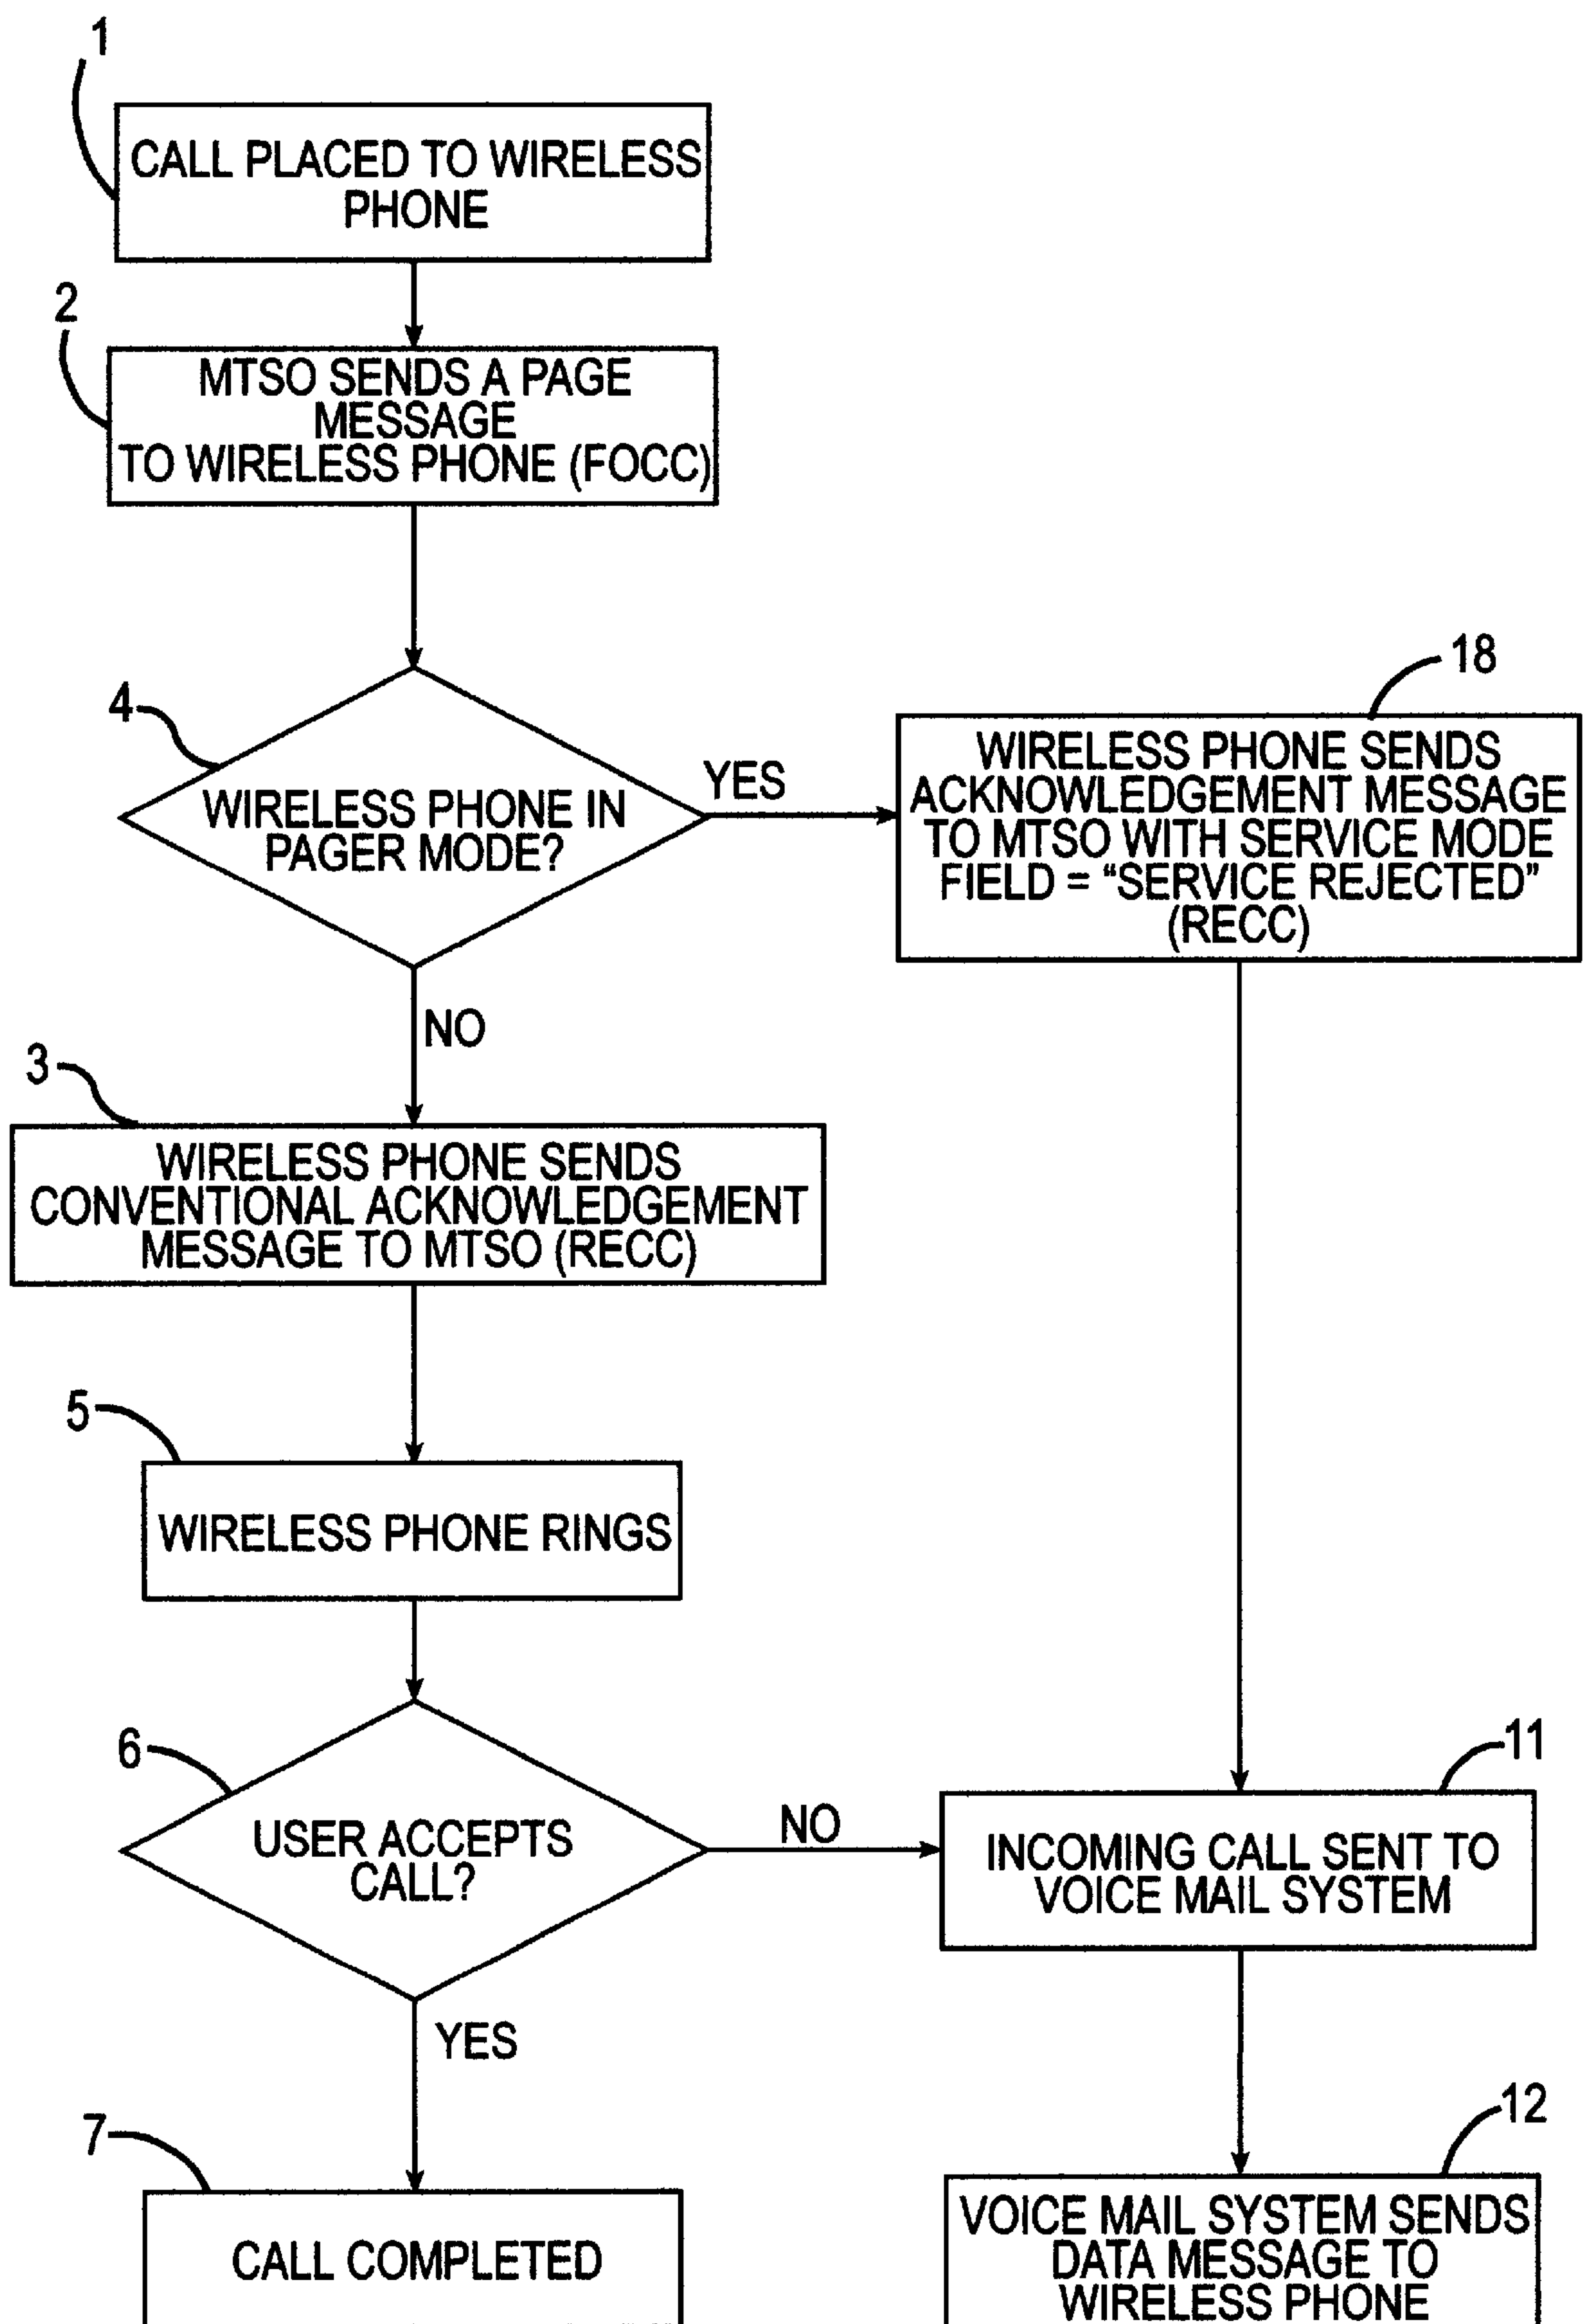 1
CALL PLACED TO WIRELESS
PHONE
2
MTSO SENDS A PAGE
MESSAGE
TO WIRELESS PHONE (FOCC)
4
WIRELESS PHONE IN
PAGER MODE?
YES
18
WIRELESS PHONE SENDS
ACKNOWLEDGEMENT MESSAGE
TO MTSO WITH SERVICE MODE
FIELD = “SERVICE REJECTED”
(RECC)
NO
3
WIRELESS PHONE SENDS
CONVENTIONAL ACKNOWLEDGEMENT
MESSAGE TO MTSO (RECC)
5
WIRELESS PHONE RINGS
6
USER ACCEPTS
CALL?
NO
11
INCOMING CALL SENT TO
VOICE MAIL SYSTEM
YES
7
CALL COMPLETED
12
VOICE MAIL SYSTEM SENDS
DATA MESSAGE TO
WIRELESS PHONE